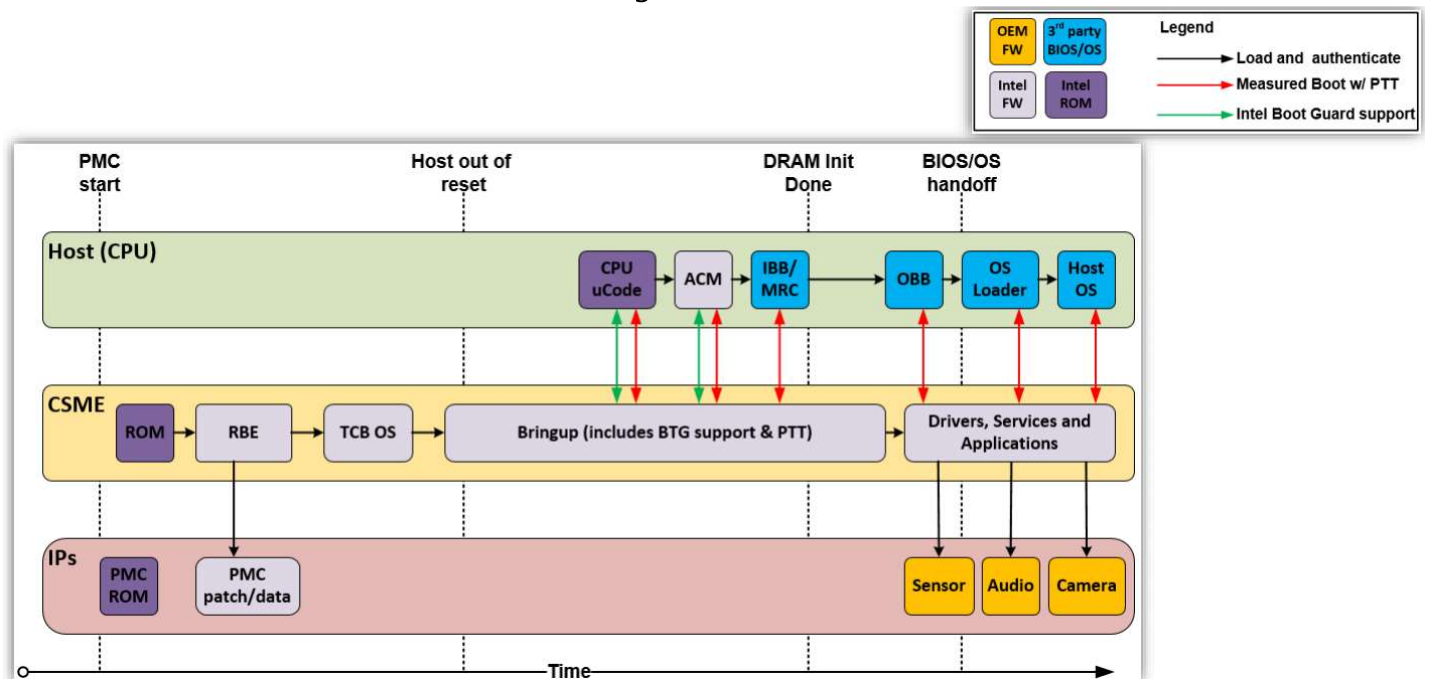 OEM
FW
3rd party
BIOS/OS
Intel
FW
Intel
ROM
Legend
Load and authenticate
Measured Boot w/ PTT
Intel Boot Guard support
PMC
start
Host out of
reset
DRAM Init
Done
BIOS/OS
handoff
Host (CPU)
CPU
uCode
ACM
IBB/
MRC
OBB
OS
Loader
Host
OS
CSME
ROM
RBE
TCB OS
Bringup (includes BTG support & PTT)
Drivers, Services and
Applications
IPs
PMC
ROM
PMC
patch/data
Sensor
Audio
Camera
Time